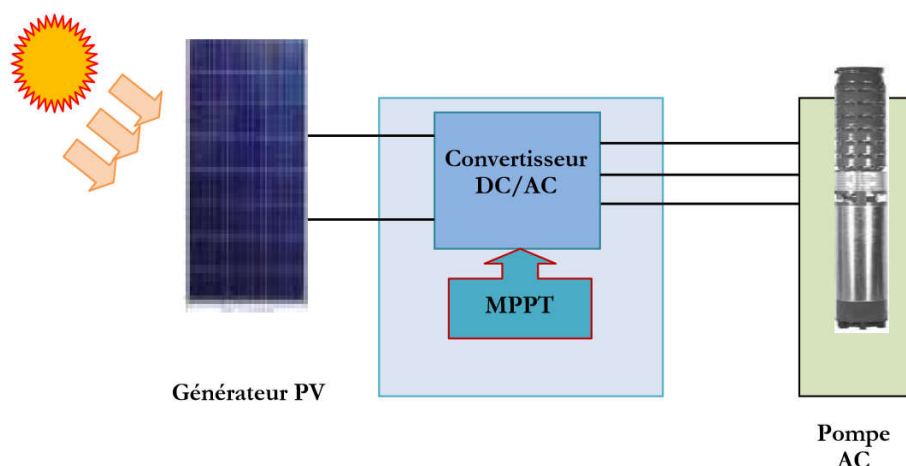 Convertisseur
DC/AC
MPPT
Générateur PV
Pompe
AC